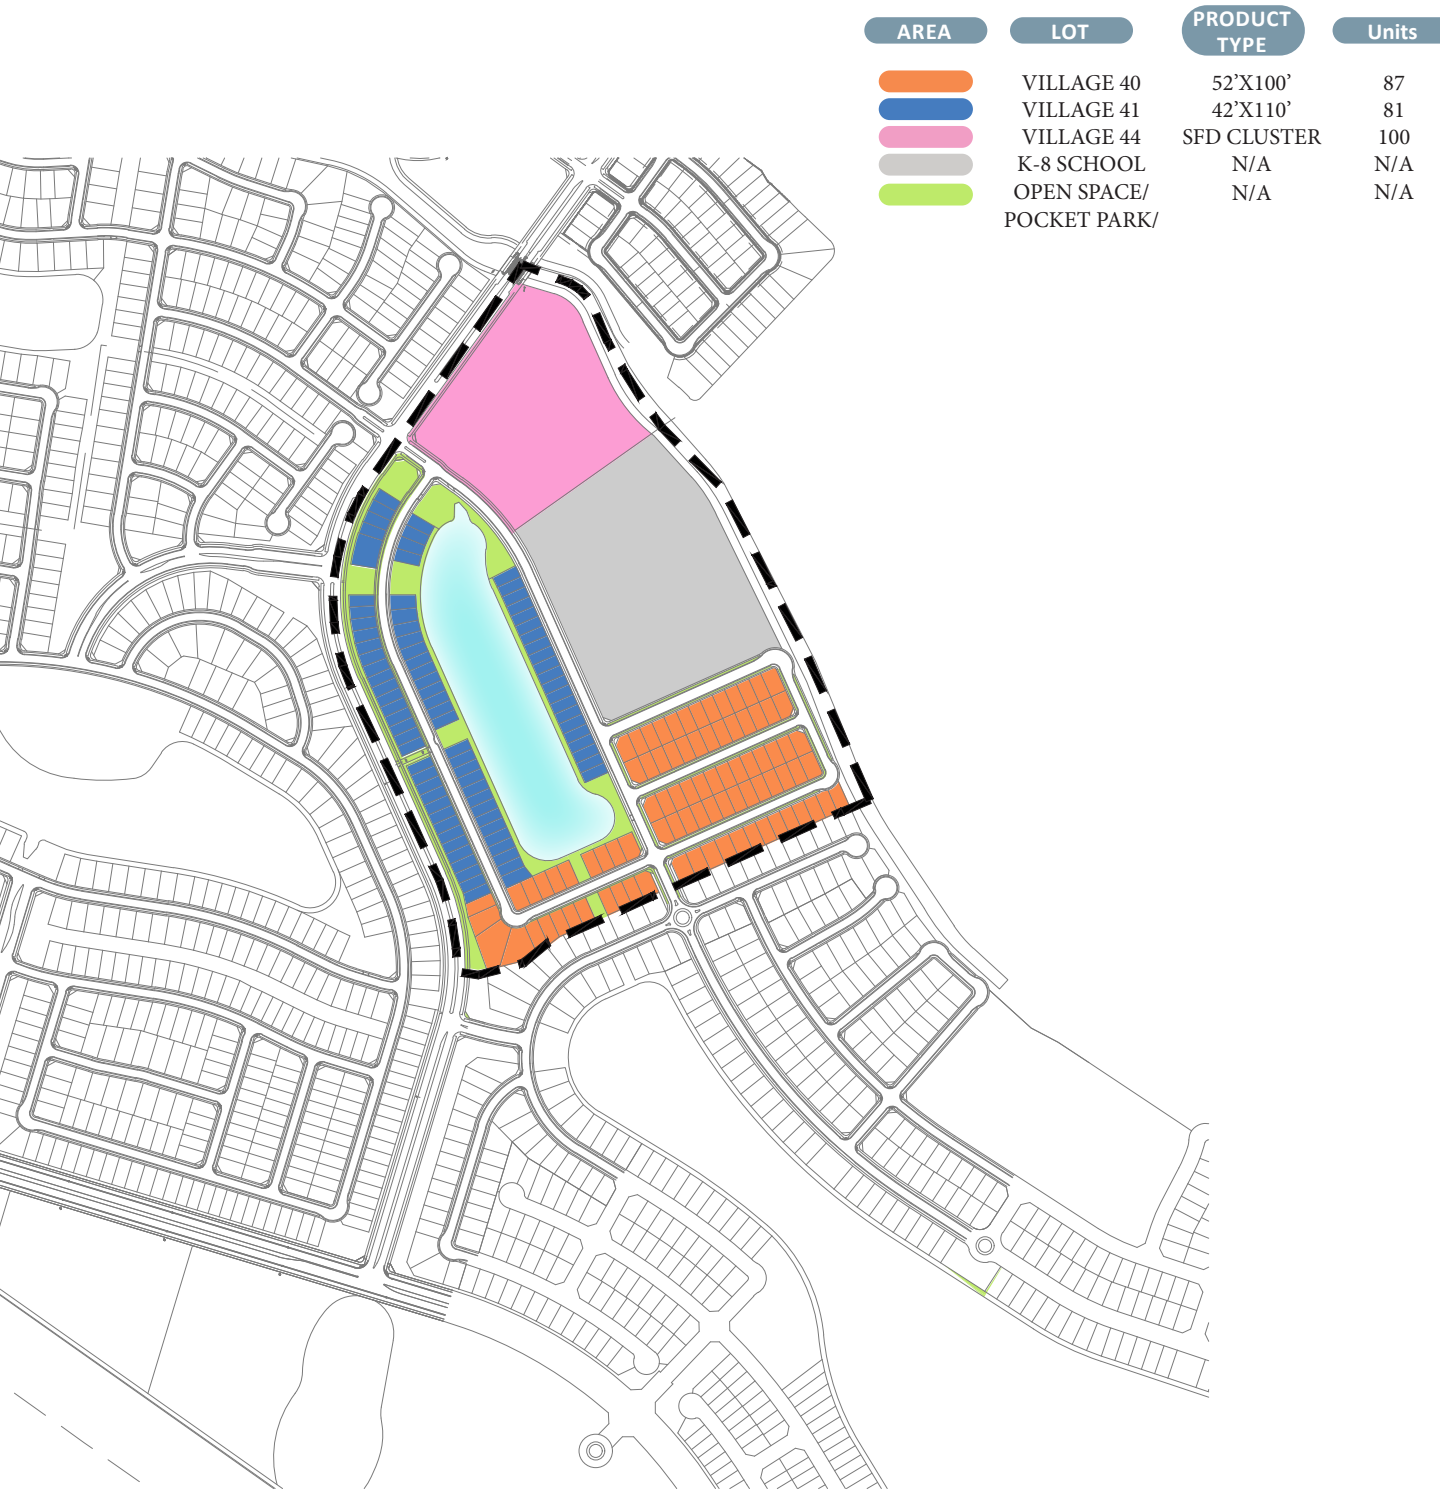 AREA LOT PRODUCT TYPE Units
VILLAGE 40 52’X100’ 87
VILLAGE 41 42’X110’ 81
VILLAGE 44 SFD CLUSTER 100
K-8 SCHOOL N/A N/A
OPEN SPACE/ N/A N/A
POCKET PARK/